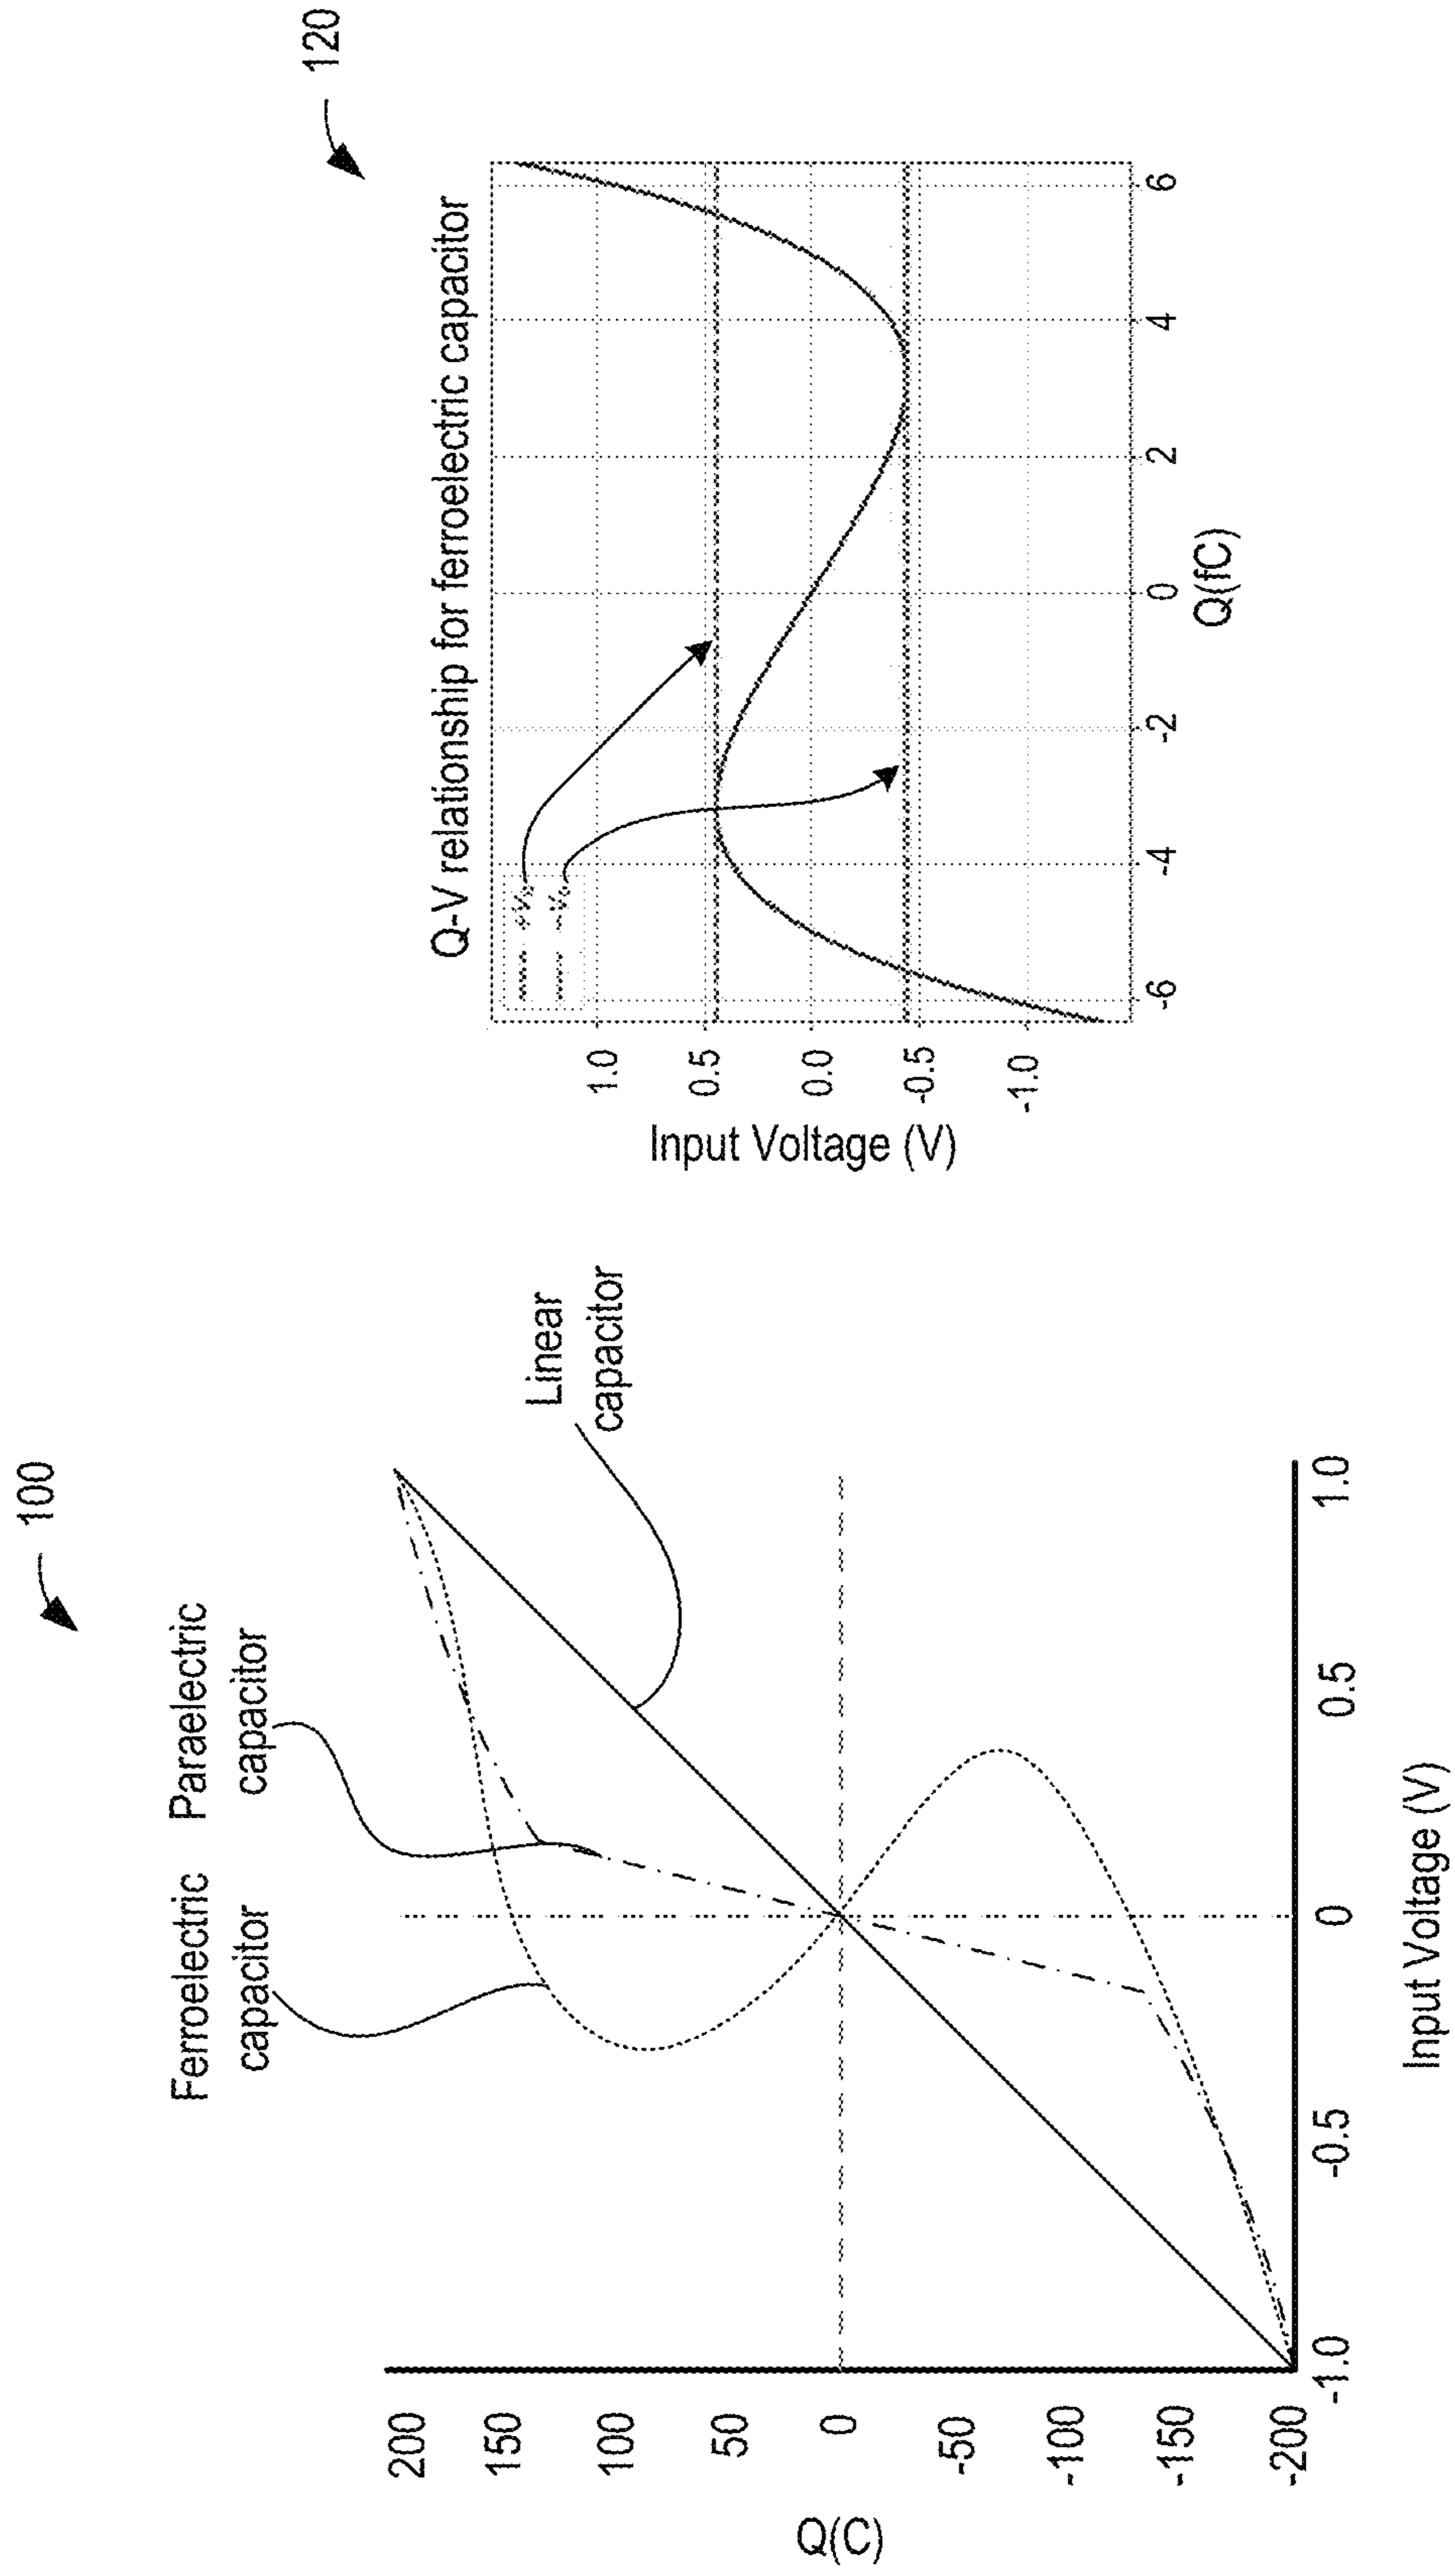 100
Ferroelectric
capacitor
Paraelectric
capacitor
Linear
capacitor
Q(C)
200
150
100
50
0
-50
-100
-150
-200
-1.0
-0.5
0
0.5
1.0
Input Voltage (V)
120
Q-V relationship for ferroelectric capacitor
Input Voltage (V)
1.0
0.5
0.0
-0.5
-1.0
-6
-4
-2
0
2
4
6
Q(fC)